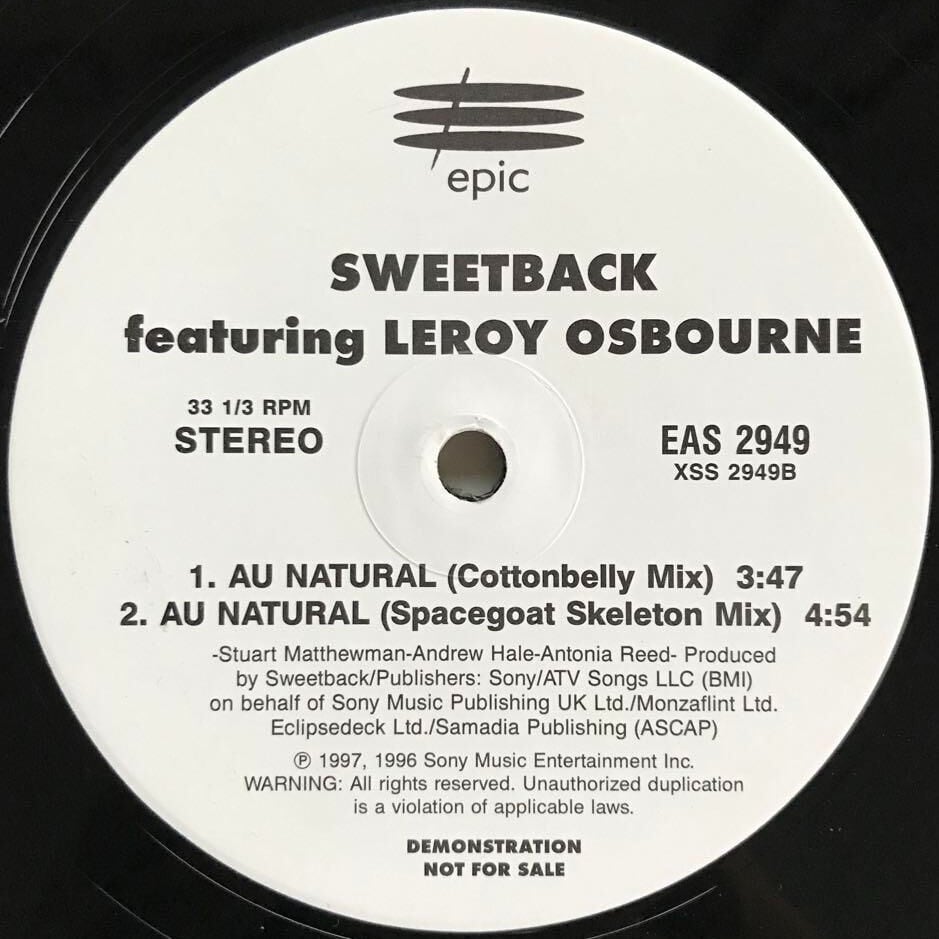 epic
SWEETBACK
featuring LEROY OSBOURNE
33 1/3 RPM
STEREO
EAS 2949
XSS 2949B
1. AU NATURAL (Cottonbelly Mix) 3:47
2. AU NATURAL (Spacegoat Skeleton Mix) 4:54
-Stuart Matthewman-Andrew Hale-Antonia Reed- Produced
by Sweetback/Publishers: Sony/ATV Songs LLC (BMI)
on behalf of Sony Music Publishing UK Ltd./Monzaflint Ltd.
Eclipsedeck Ltd./Samadia Publishing (ASCAP)
℗ 1997, 1996 Sony Music Entertainment Inc.
WARNING: All rights reserved. Unauthorized duplication
is a violation of applicable laws.
DEMONSTRATION
NOT FOR SALE